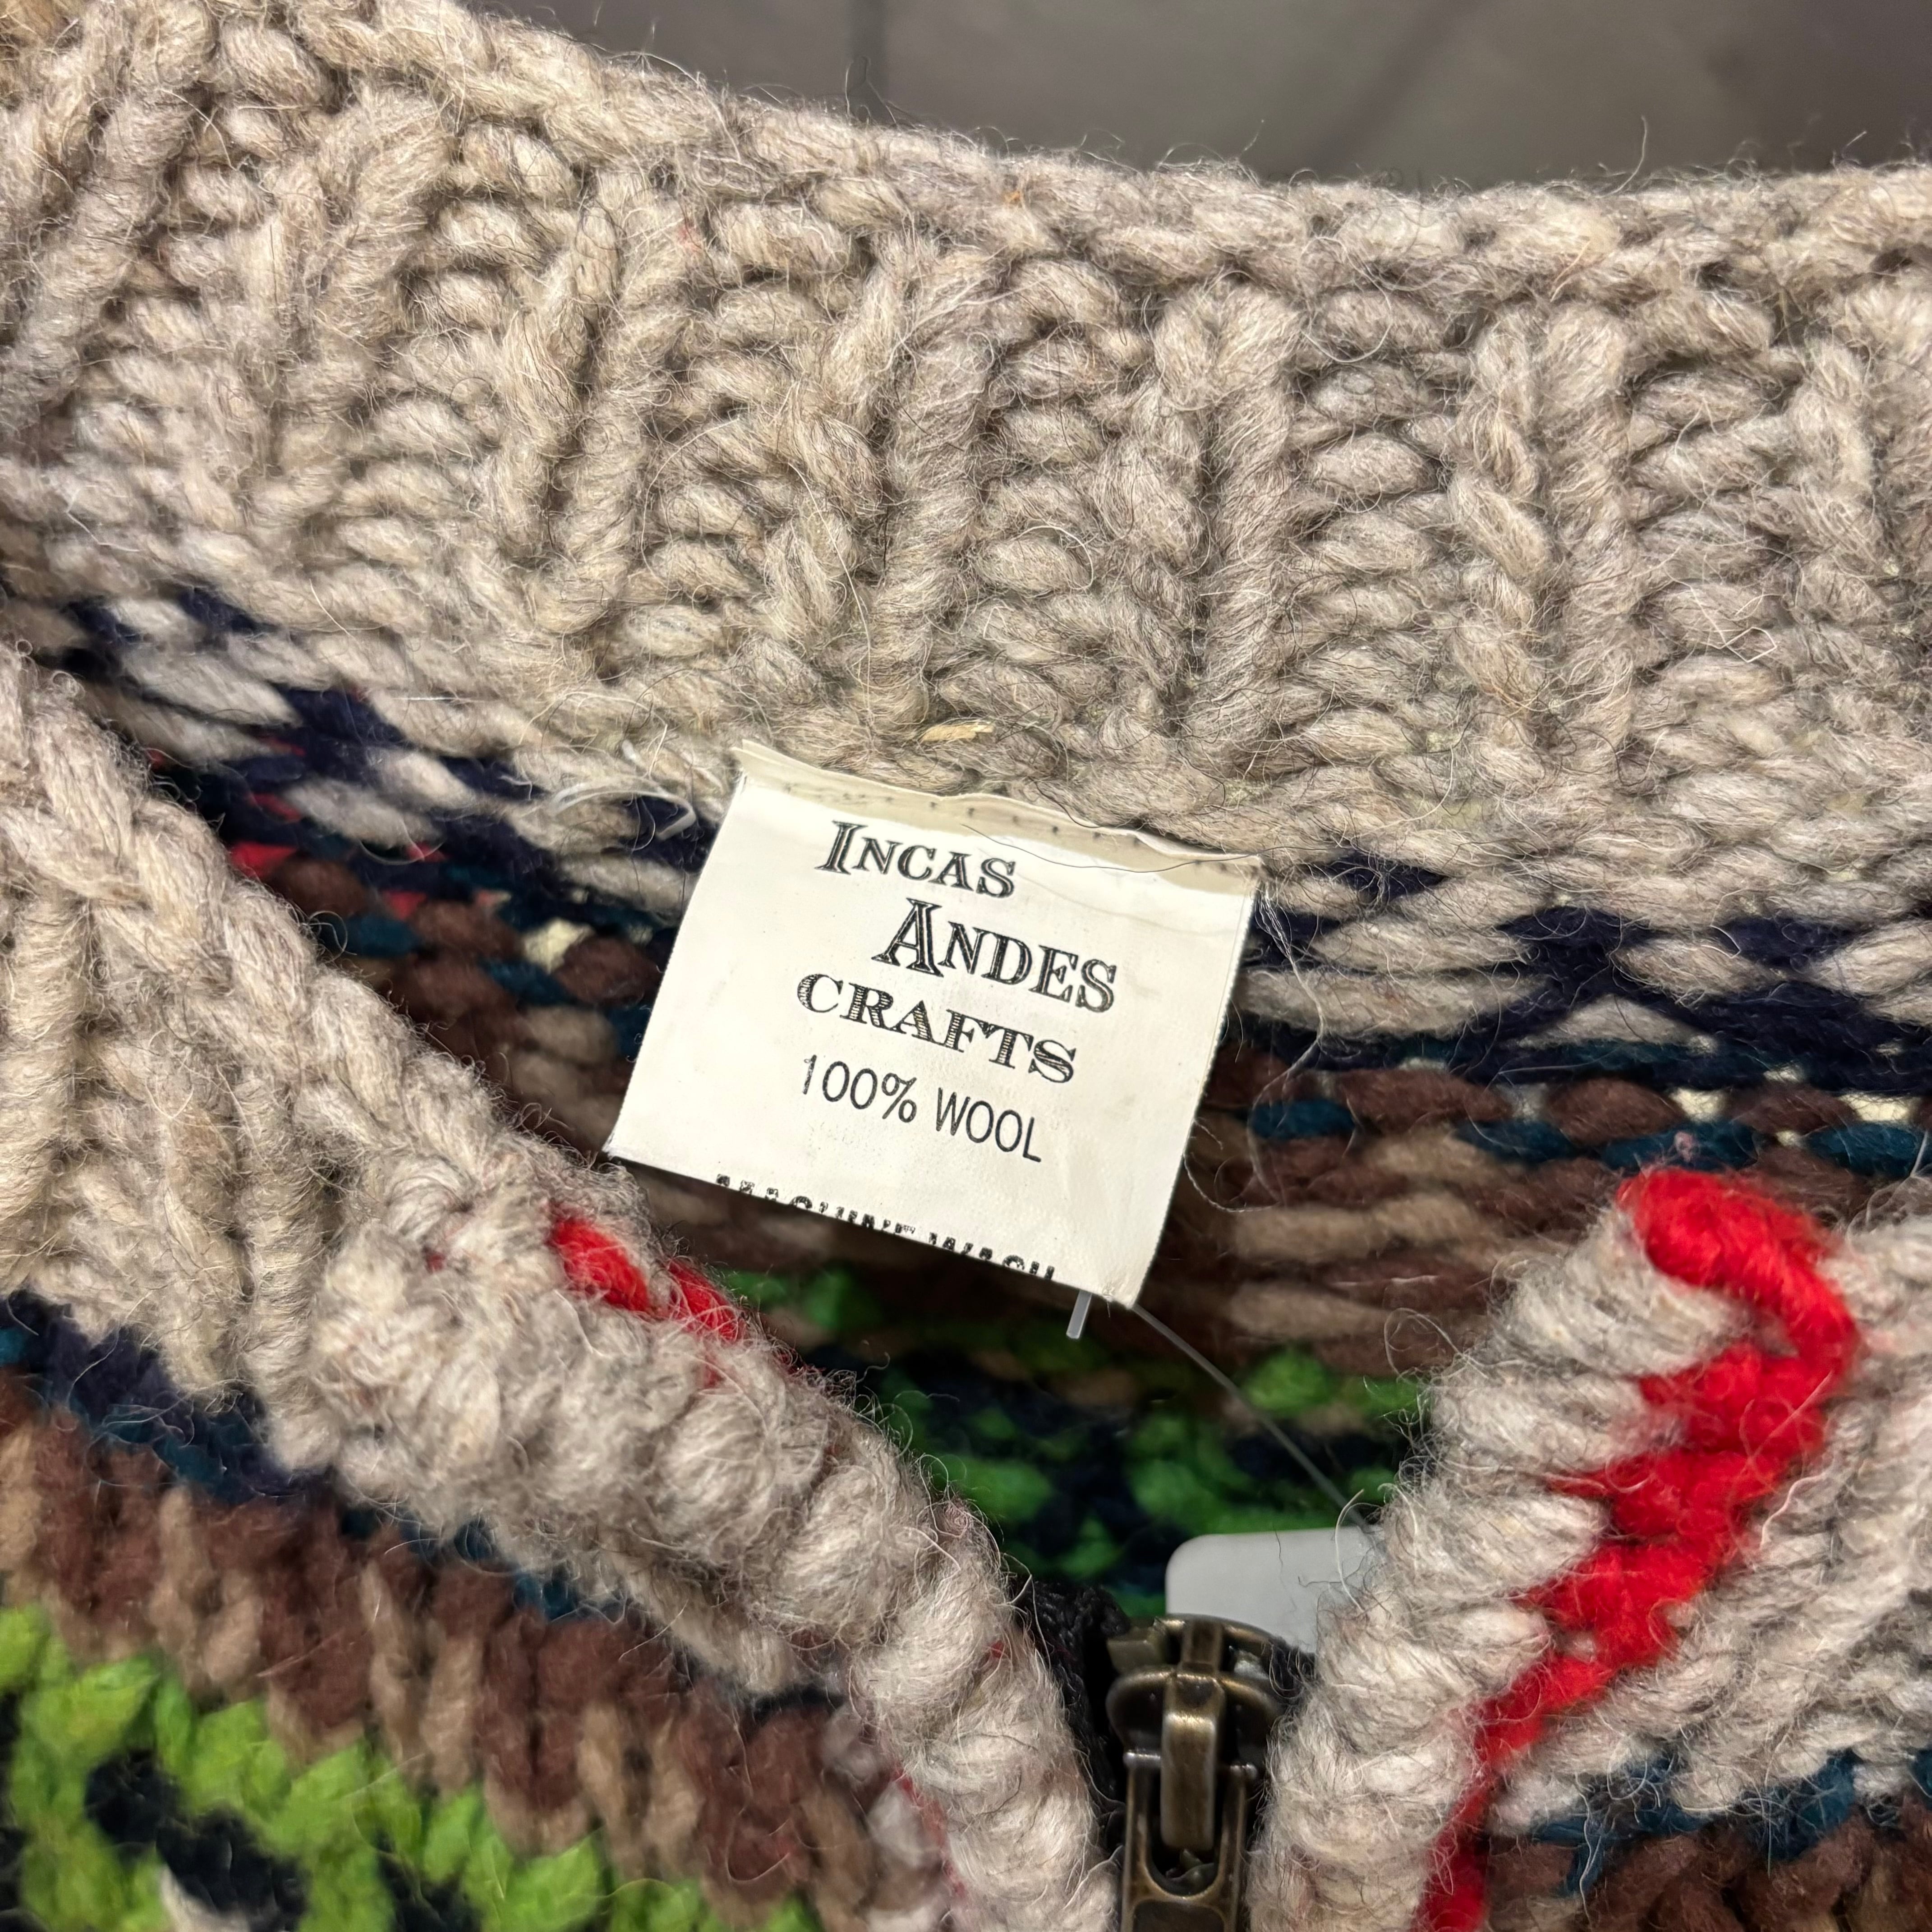 INCAS
ANDES
CRAFTS
100% WOOL